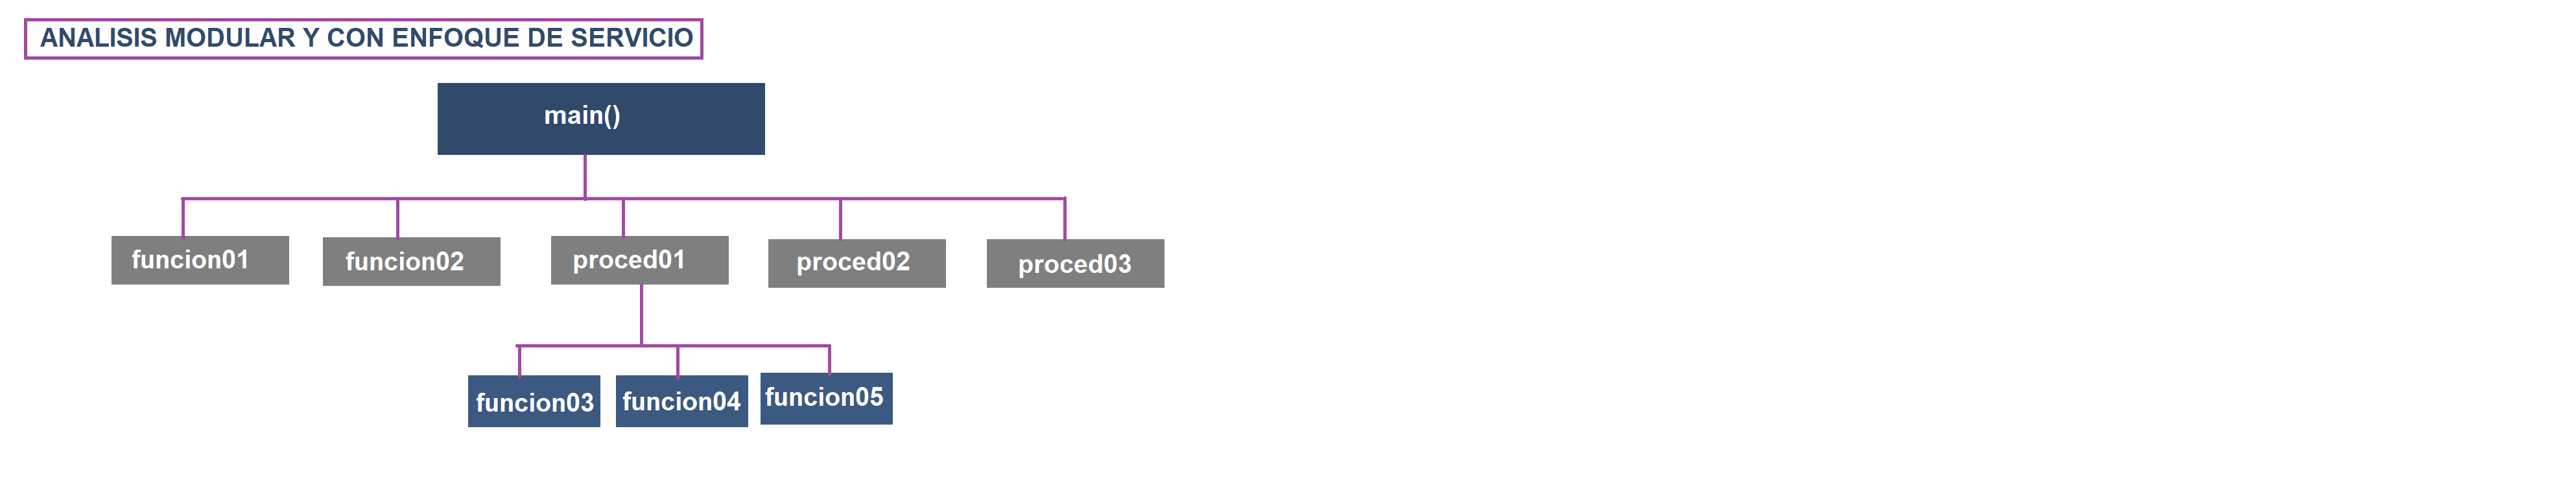 ANALISIS MODULAR Y CON ENFOQUE DE SERVICIO
main()
funcion01
funcion02
proced01
proced02
proced03
funcion03
funcion04
funcion05